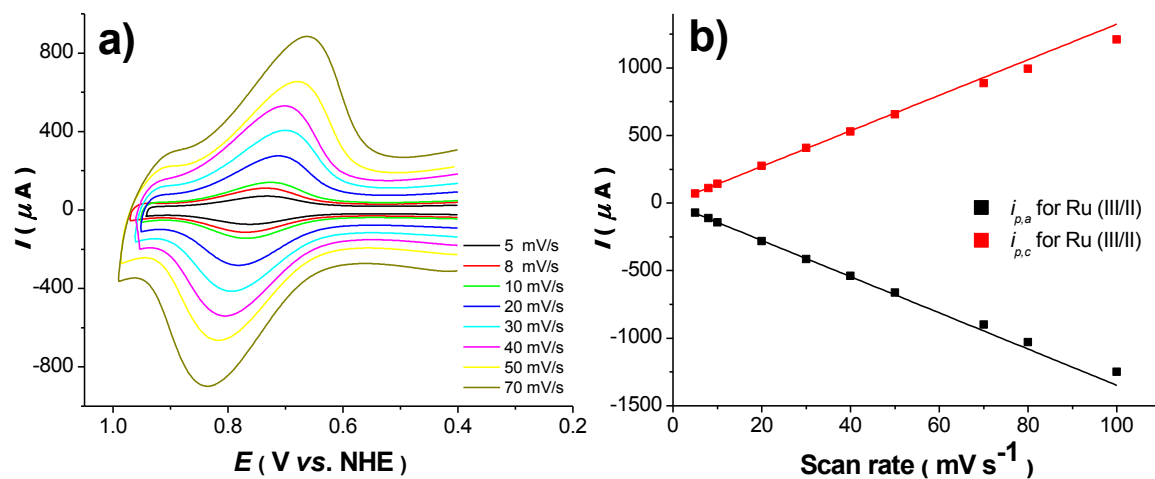 a)
I ( μ A )
800
400
0
-400
-800
1.0
0.8
0.6
0.4
0.2
E ( V vs. NHE )
5 mV/s
8 mV/s
10 mV/s
20 mV/s
30 mV/s
40 mV/s
50 mV/s
70 mV/s
b)
I ( μ A )
1000
500
0
-500
-1000
-1500
0
20
40
60
80
100
Scan rate ( mV s⁻¹ )
i p,a for Ru (III/II)
i p,c for Ru (III/II)